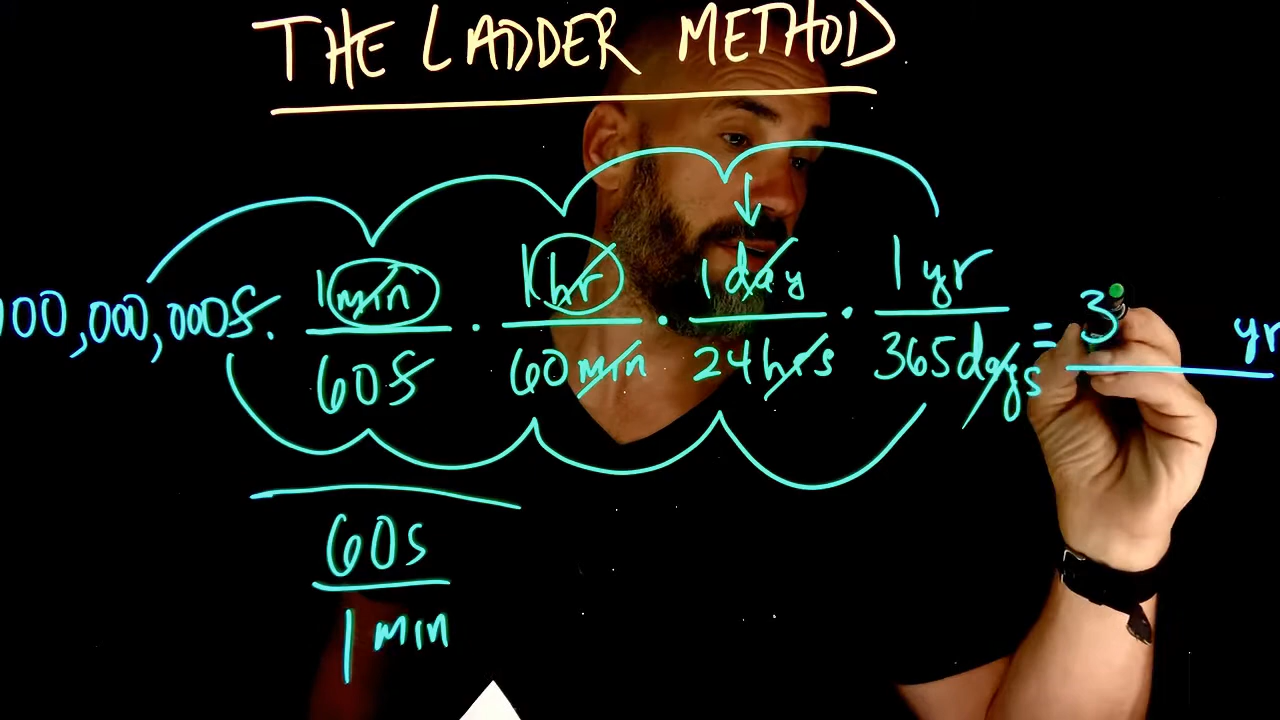 THE LADDER METHOD
1 min 1 hr 1 day 1 yr
00,000,000s. · · · = 3 yr
60s 60 min 24 hrs 365 days
60s
1 min